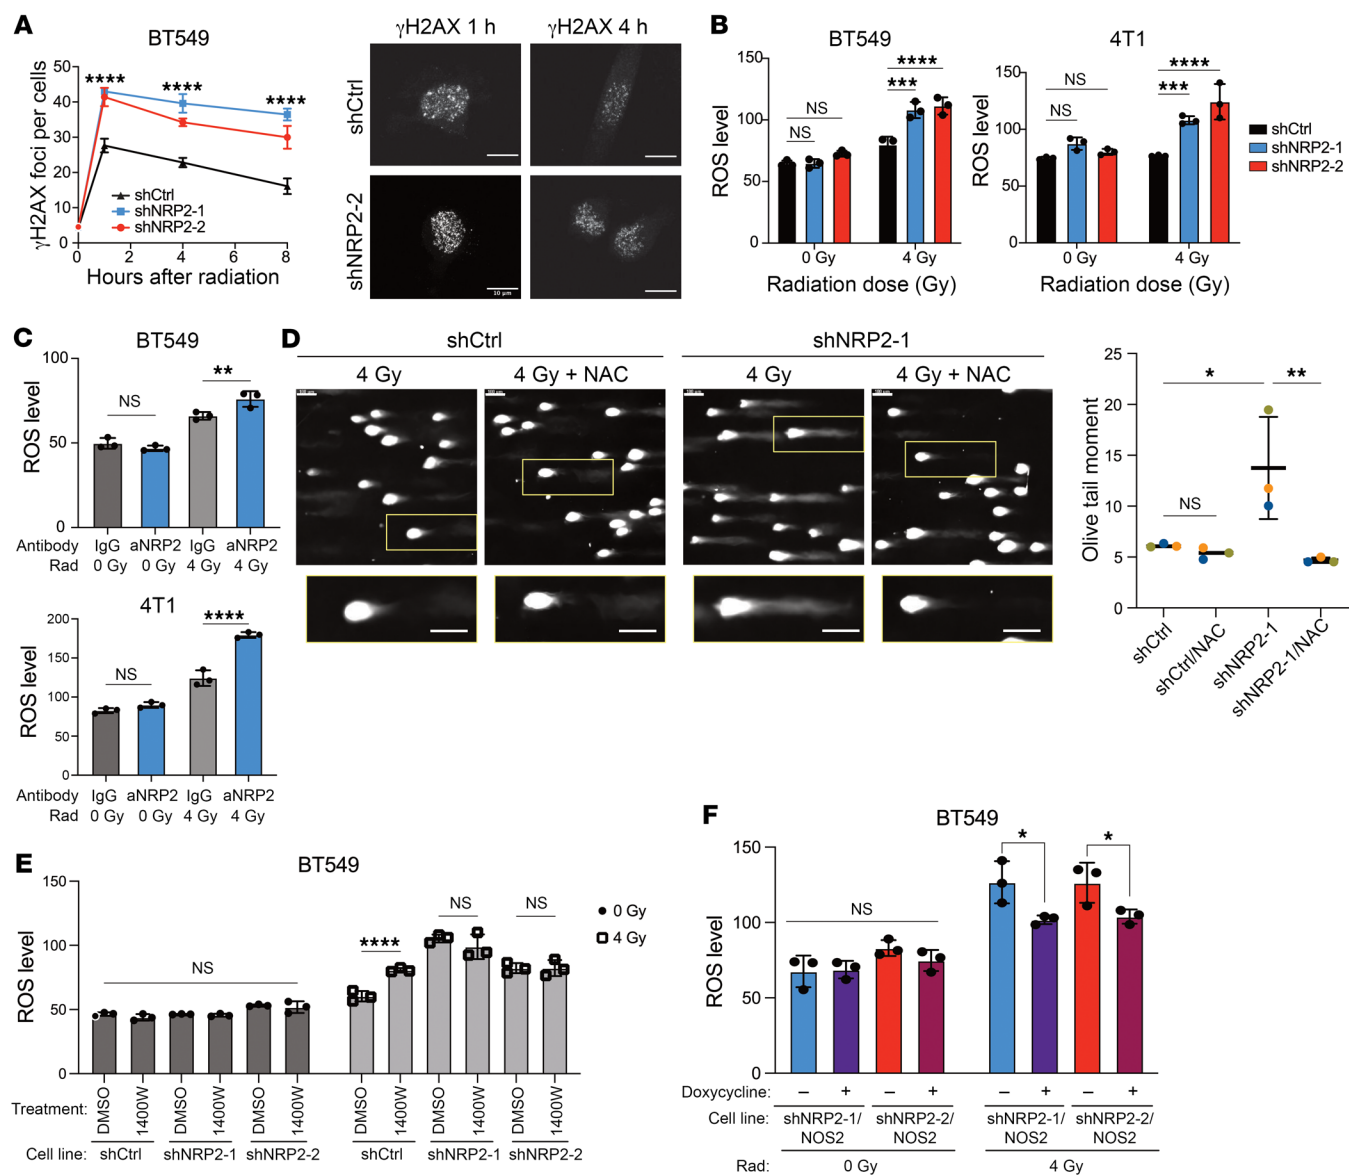 A
BT549
γH2AX foci per cells
50
40
30
20
10
0
****
****
****
shCtrl
shNRP2-1
shNRP2-2
0 2 4 6 8
Hours after radiation
γH2AX 1 h
γH2AX 4 h
shCtrl
shNRP2-2
10 µm
B
BT549
ROS level
150
100
50
0
NS
NS
***
****
0 Gy
4 Gy
Radiation dose (Gy)
4T1
ROS level
150
100
50
0
NS
NS
***
****
0 Gy
4 Gy
Radiation dose (Gy)
shCtrl
shNRP2-1
shNRP2-2
C
BT549
ROS level
100
50
0
NS
**
Antibody IgG aNRP2 IgG aNRP2
Rad 0 Gy 0 Gy 4 Gy 4 Gy
4T1
ROS level
200
150
100
50
0
NS
****
Antibody IgG aNRP2 IgG aNRP2
Rad 0 Gy 0 Gy 4 Gy 4 Gy
D
shCtrl
shNRP2-1
4 Gy
4 Gy + NAC
4 Gy
4 Gy + NAC
Olive tail moment
25
20
15
10
5
0
*
**
NS
shCtrl
shCtrl/NAC
shNRP2-1
shNRP2-1/NAC
E
BT549
ROS level
150
100
50
0
NS
****
NS
NS
0 Gy
4 Gy
Treatment: DMSO 1400W DMSO 1400W DMSO 1400W DMSO 1400W DMSO 1400W DMSO 1400W
Cell line: shCtrl shNRP2-1 shNRP2-2 shCtrl shNRP2-1 shNRP2-2
F
BT549
ROS level
150
100
50
0
NS
*
*
Doxycycline: – + – + – + – +
Cell line: shNRP2-1/ shNRP2-2/ shNRP2-1/ shNRP2-2/
NOS2 NOS2 NOS2 NOS2
Rad: 0 Gy 4 Gy